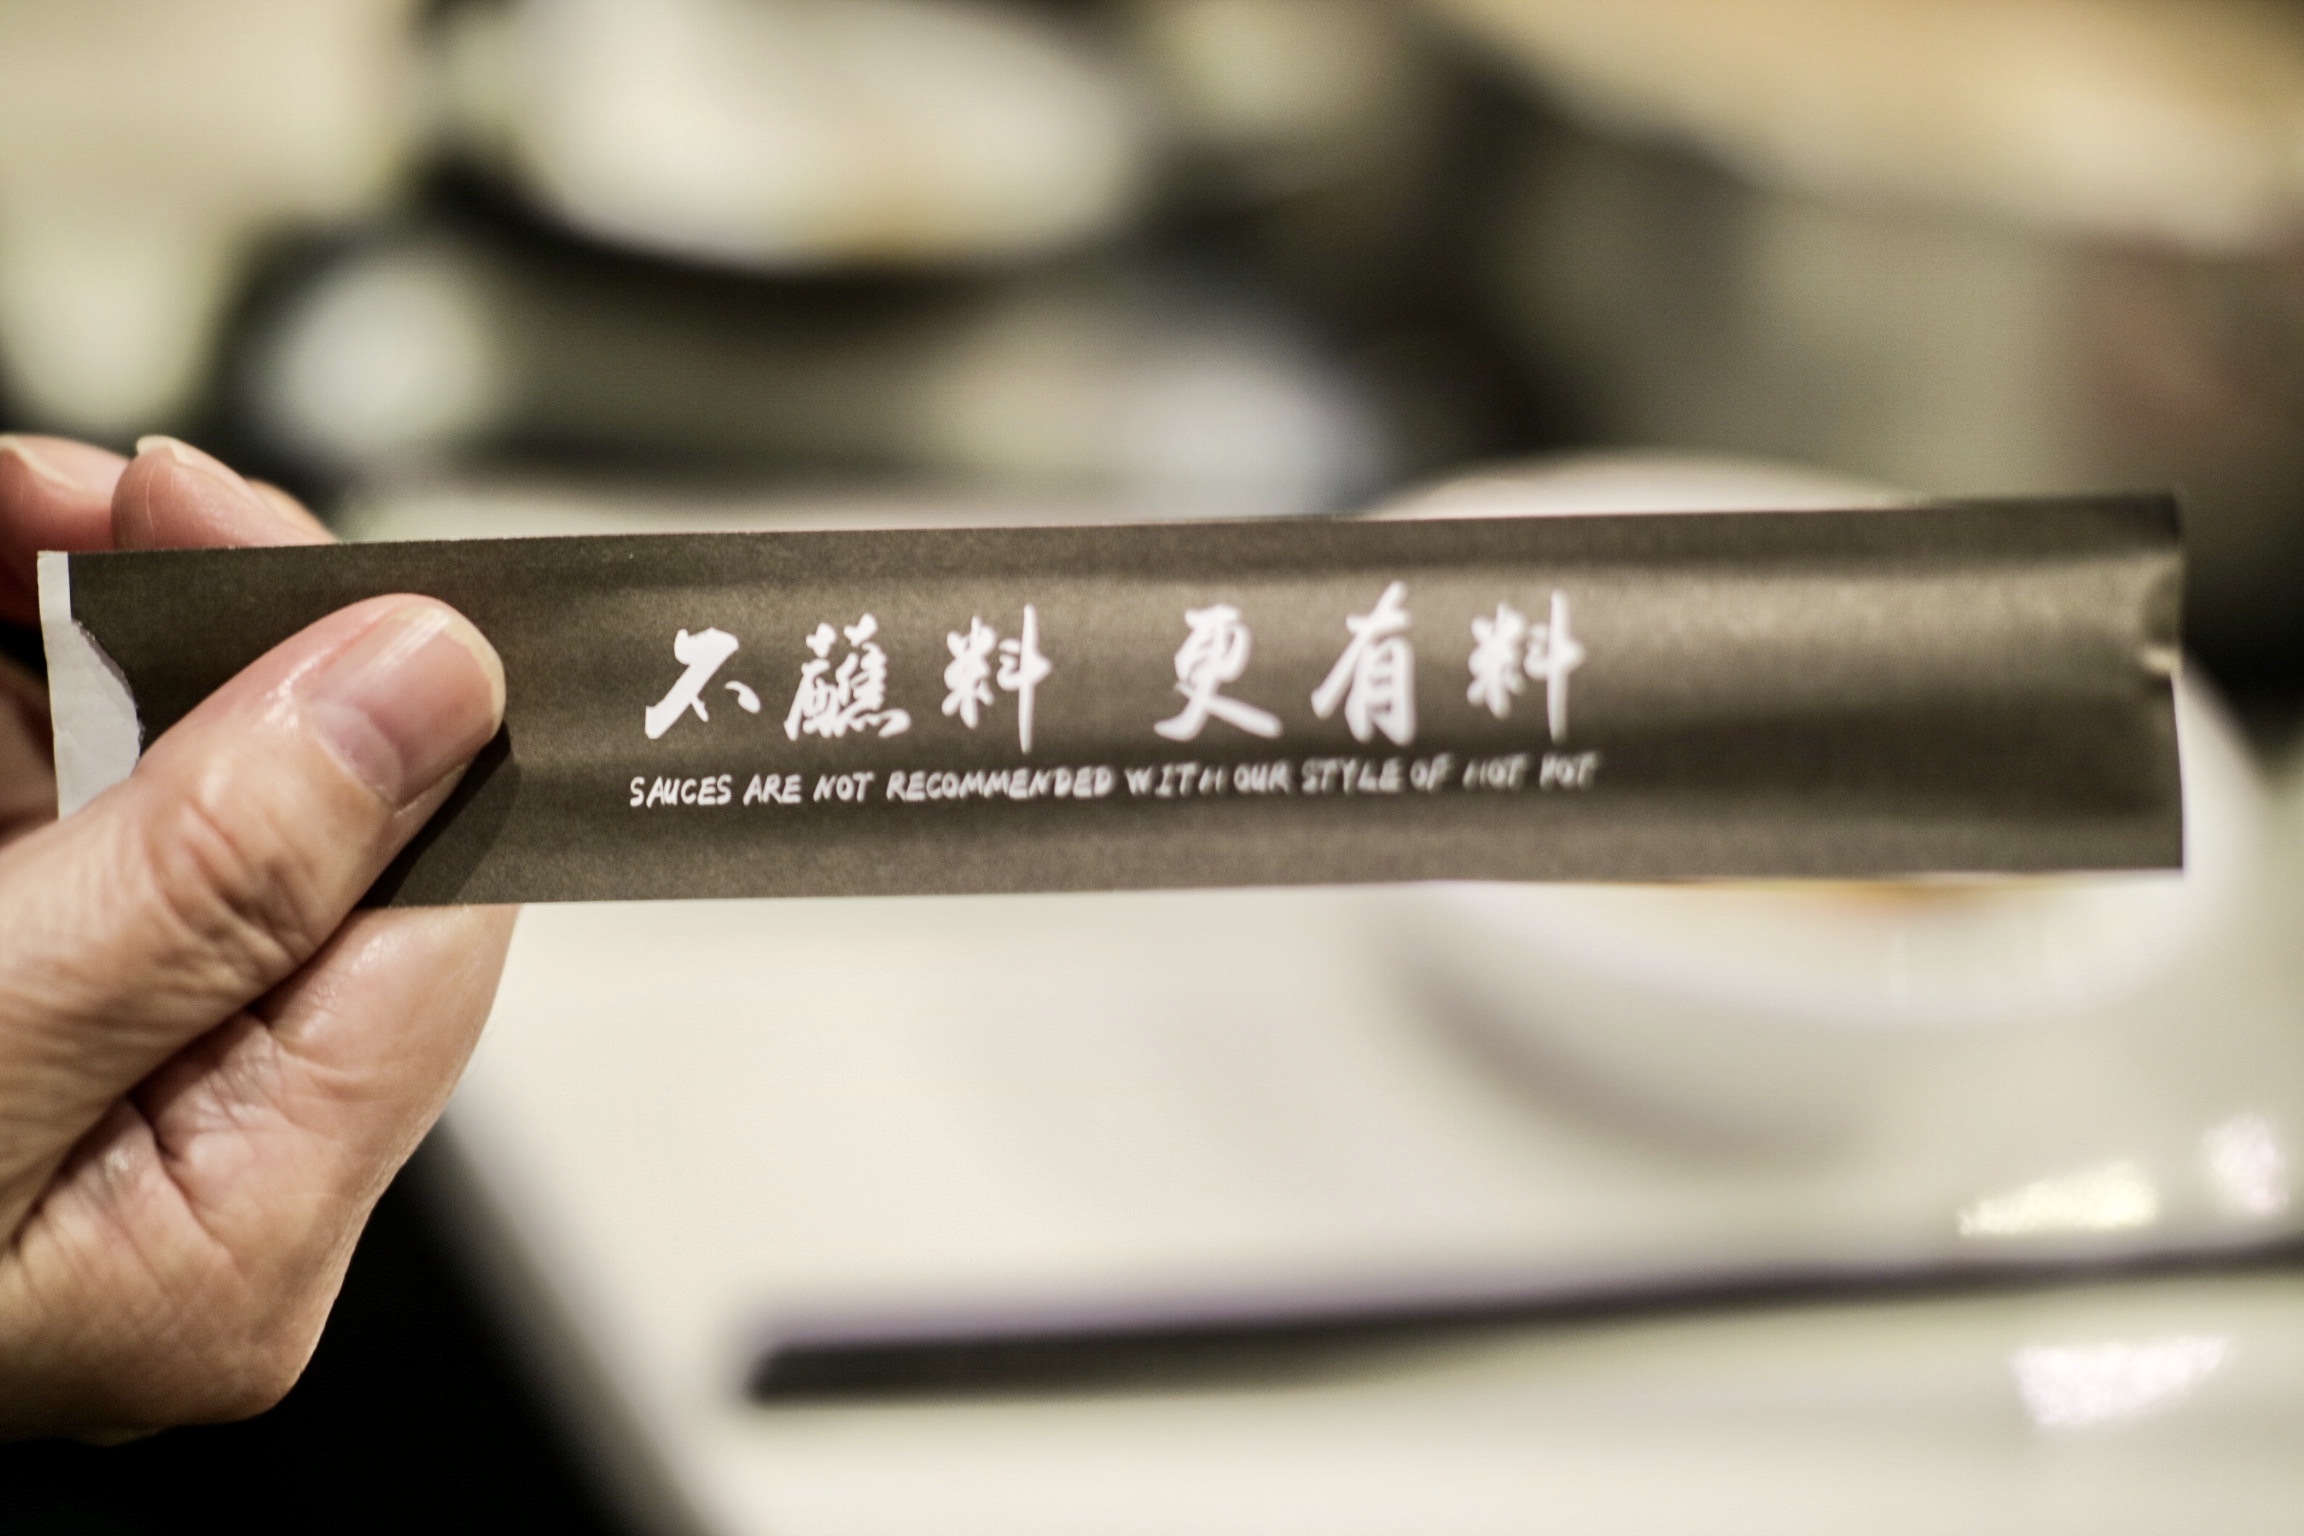 不蘸料 更有料
SAUCES ARE NOT RECOMMENDED WITH OUR STYLE OF HOT POT